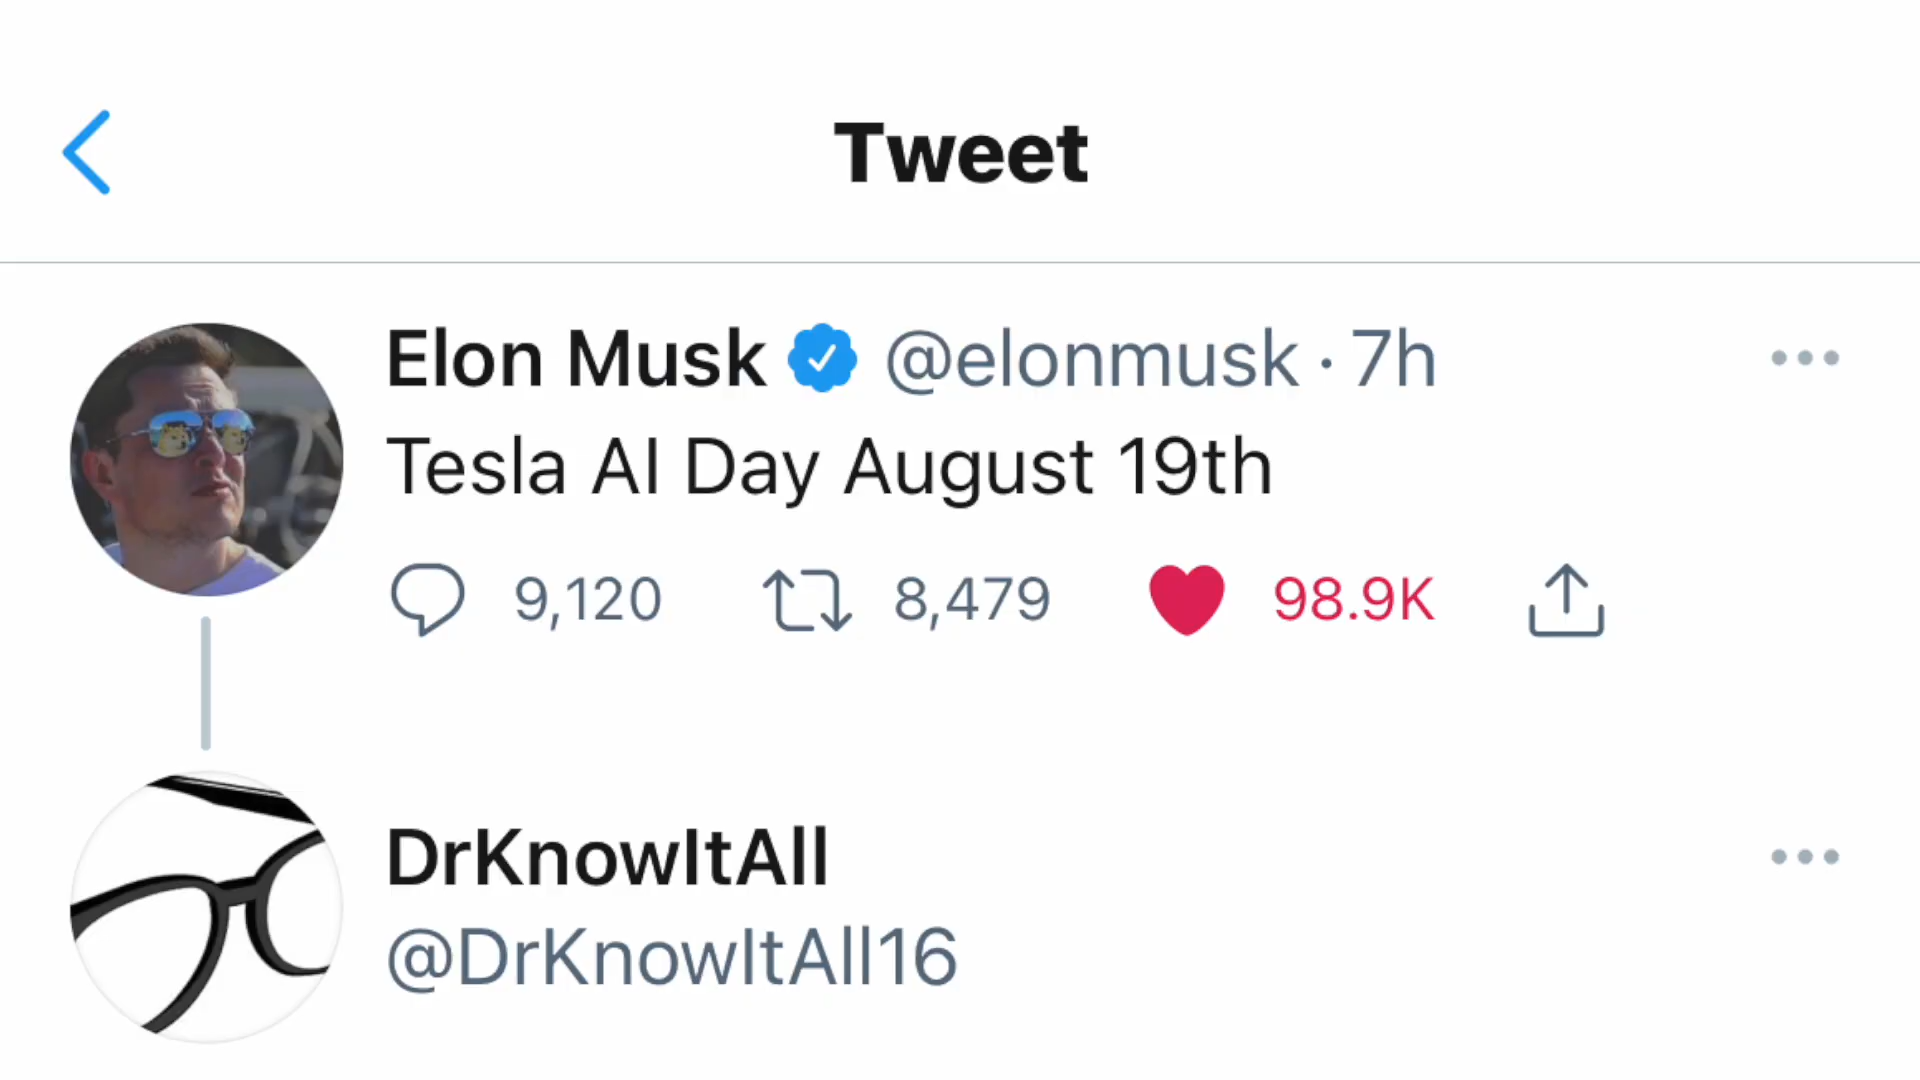 Tweet
Elon Musk @elonmusk · 7h
Tesla AI Day August 19th
9,120 8,479 98.9K
DrKnowItAll
@DrKnowItAll16